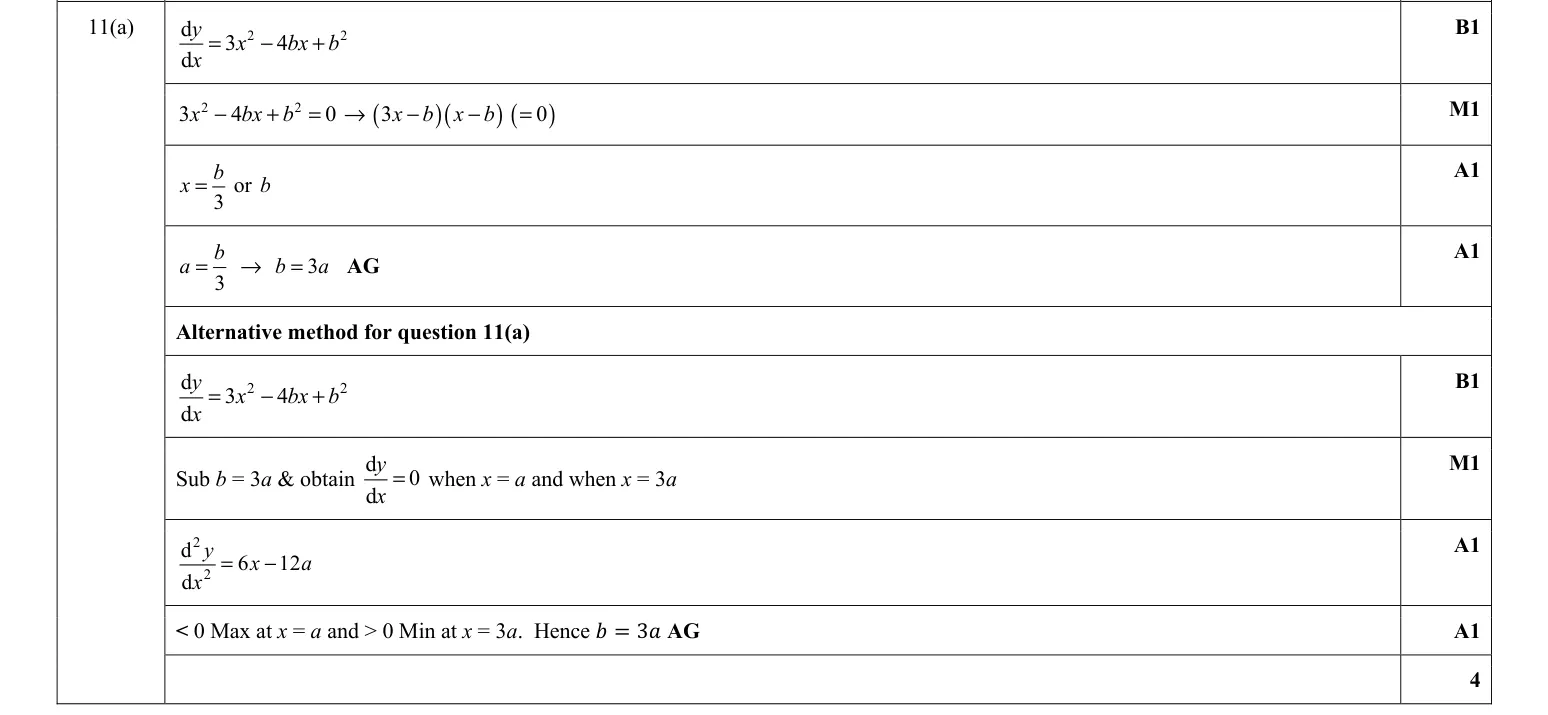 11(a)
dy/dx = 3x² − 4bx + b² B1
3x² − 4bx + b² = 0 → (3x − b)(x − b) (= 0) M1
x = b/3 or b A1
a = b/3 → b = 3a AG A1
Alternative method for question 11(a)
dy/dx = 3x² − 4bx + b² B1
Sub b = 3a & obtain dy/dx = 0 when x = a and when x = 3a M1
d²y/dx² = 6x − 12a A1
< 0 Max at x = a and > 0 Min at x = 3a. Hence b = 3a AG A1
4